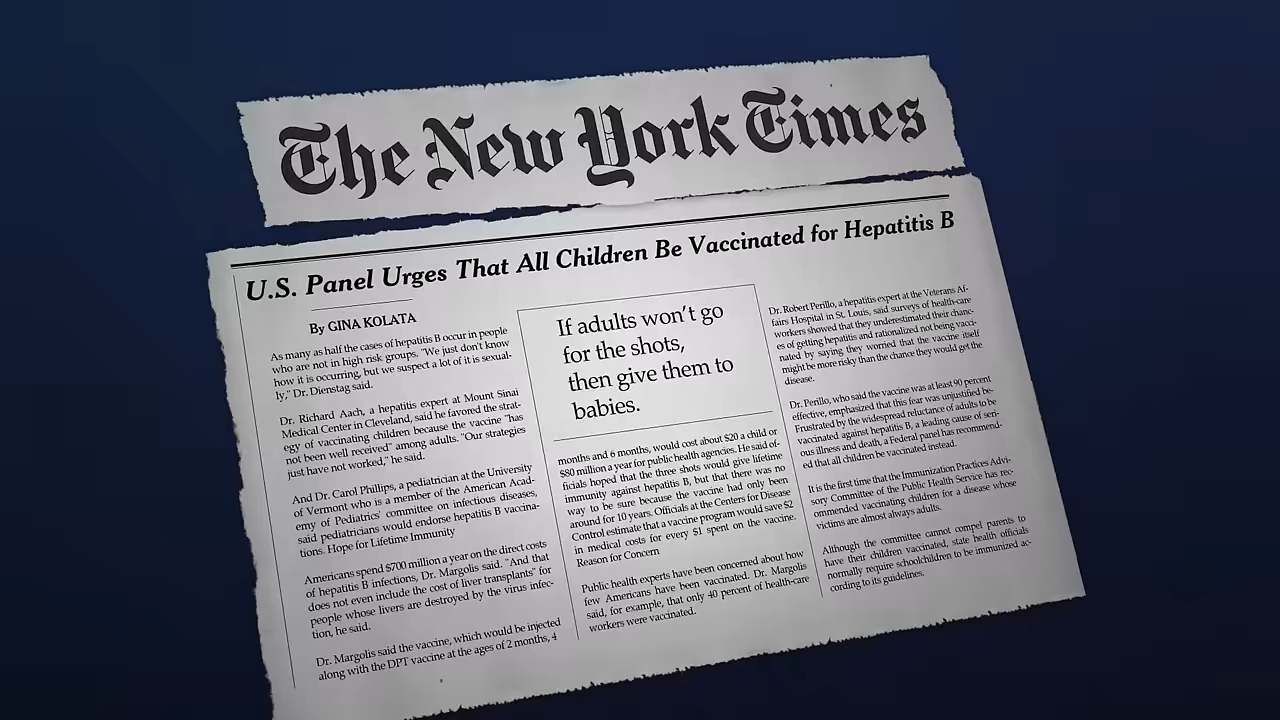 The New York Times
U.S. Panel Urges That All Children Be Vaccinated for Hepatitis B
By GINA KOLATA
As many as half the cases of hepatitis B occur in people
who are not in high risk groups. "We just don't know
how it is occurring, but we suspect a lot of it is sexual-
ly," Dr. Dienstag said.
Dr. Richard Aach, a hepatitis expert at Mount Sinai
Medical Center in Cleveland, said he favored the strat-
egy of vaccinating children because the vaccine "has
not been well received" among adults. "Our strategies
just have not worked," he said.
And Dr. Carol Phillips, a pediatrician at the University
of Vermont who is a member of the American Acad-
emy of Pediatrics' committee on infectious diseases,
said pediatricians would endorse hepatitis B vaccina-
tions. Hope for Lifetime Immunity
Americans spend $700 million a year on the direct costs
of hepatitis B infections, Dr. Margolis said. "And that
does not even include the cost of liver transplants" for
people whose livers are destroyed by the virus infec-
tion, he said.
Dr. Margolis said the vaccine, which would be injected
along with the DPT vaccine at the ages of 2 months, 4
If adults won't go
for the shots,
then give them to
babies.
months and 6 months, would cost about $20 a child or
$80 million a year for public health agencies. He said of-
ficials hoped that the three shots would give lifetime
immunity against hepatitis B, but that there was no
way to be sure because the vaccine had only been
around for 10 years. Officials at the Centers for Disease
Control estimate that a vaccine program would save $2
in medical costs for every $1 spent on the vaccine.
Reason for Concern
Public health experts have been concerned about how
few Americans have been vaccinated. Dr. Margolis
said, for example, that only 40 percent of health-care
workers were vaccinated.
Dr. Robert Perillo, a hepatitis expert at the Veterans Af-
fairs Hospital in St. Louis, said surveys of health-care
workers showed that they underestimated their chanc-
es of getting hepatitis and rationalized not being vacci-
nated by saying they worried that the vaccine itself
might be more risky than the chance they would get the
disease.
Dr. Perillo, who said the vaccine was at least 90 percent
effective, emphasized that this fear was unjustified be-
Frustrated by the widespread reluctance of adults to be
vaccinated against hepatitis B, a leading cause of seri-
ous illness and death, a Federal panel has recommend-
ed that all children be vaccinated instead.
It is the first time that the Immunization Practices Advi-
sory Committee of the Public Health Service has rec-
ommended vaccinating children for a disease whose
victims are almost always adults.
Although the committee cannot compel parents to
have their children vaccinated, state health officials
normally require schoolchildren to be immunized ac-
cording to its guidelines.